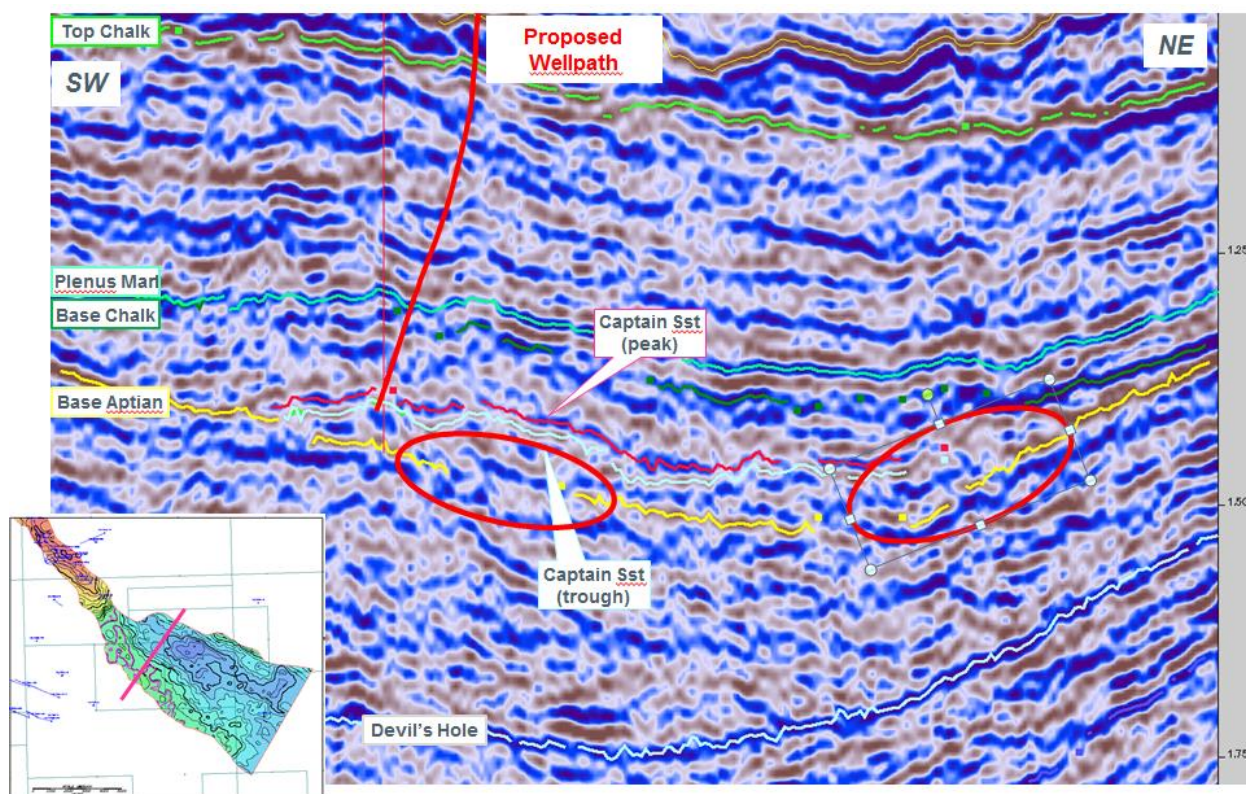 Top Chalk
SW
Proposed
Wellpath
NE
1.25
Plenus Marl
Base Chalk
Captain Sst
(peak)
Base Aptian
1.50
Captain Sst
(trough)
Devil's Hole
1.75